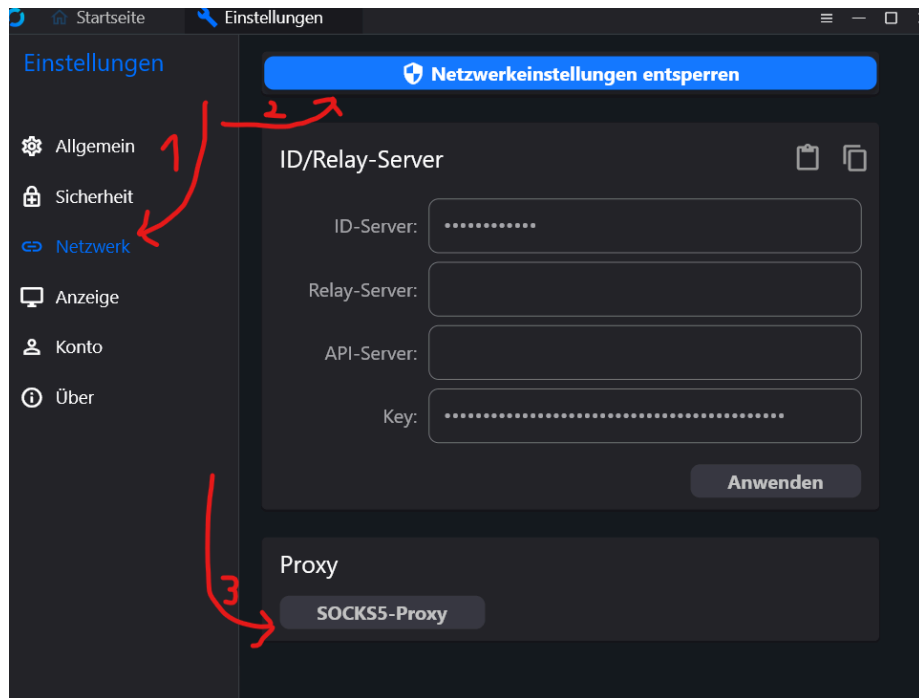 Startseite
Einstellungen
Einstellungen
Netzwerkeinstellungen entsperren
2
1
Allgemein
Sicherheit
Netzwerk
Anzeige
Konto
Über
ID/Relay-Server
ID-Server: ••••••••••••
Relay-Server:
API-Server:
Key: ••••••••••••••••••••••••••••••••••••••••••••
Anwenden
3
Proxy
SOCKS5-Proxy